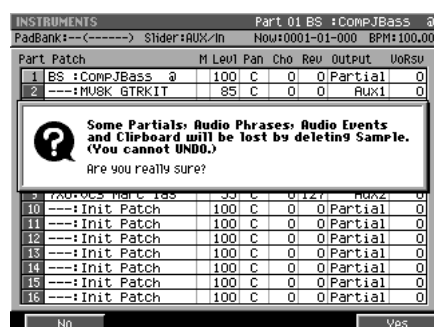 INSTRUMENTS Part 01 BS :CompJBass
PadBank:--(------) Slider:AUX/In Now:0001-01-000 BPM:100.00
Part Patch M Levl Pan Cho Rev Output VoRsv
1 BS :CompJBass 100 C 0 0 Partial 0
2 ---:MV8K GTRKIT 85 C 0 0 Aux1 0
Some Partials, Audio Phrases, Audio Events
and Clipboard will be lost by deleting Sample.
(You cannot UNDO.)
Are you really sure?
10 ---:Init Patch 100 C 0 0 Partial 0
11 ---:Init Patch 100 C 0 0 Partial 0
12 ---:Init Patch 100 C 0 0 Partial 0
13 ---:Init Patch 100 C 0 0 Partial 0
14 ---:Init Patch 100 C 0 0 Partial 0
15 ---:Init Patch 100 C 0 0 Partial 0
16 ---:Init Patch 100 C 0 0 Partial 0
No Yes